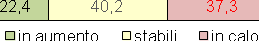 22,4 40,2 37,3
in aumento stabili in calo